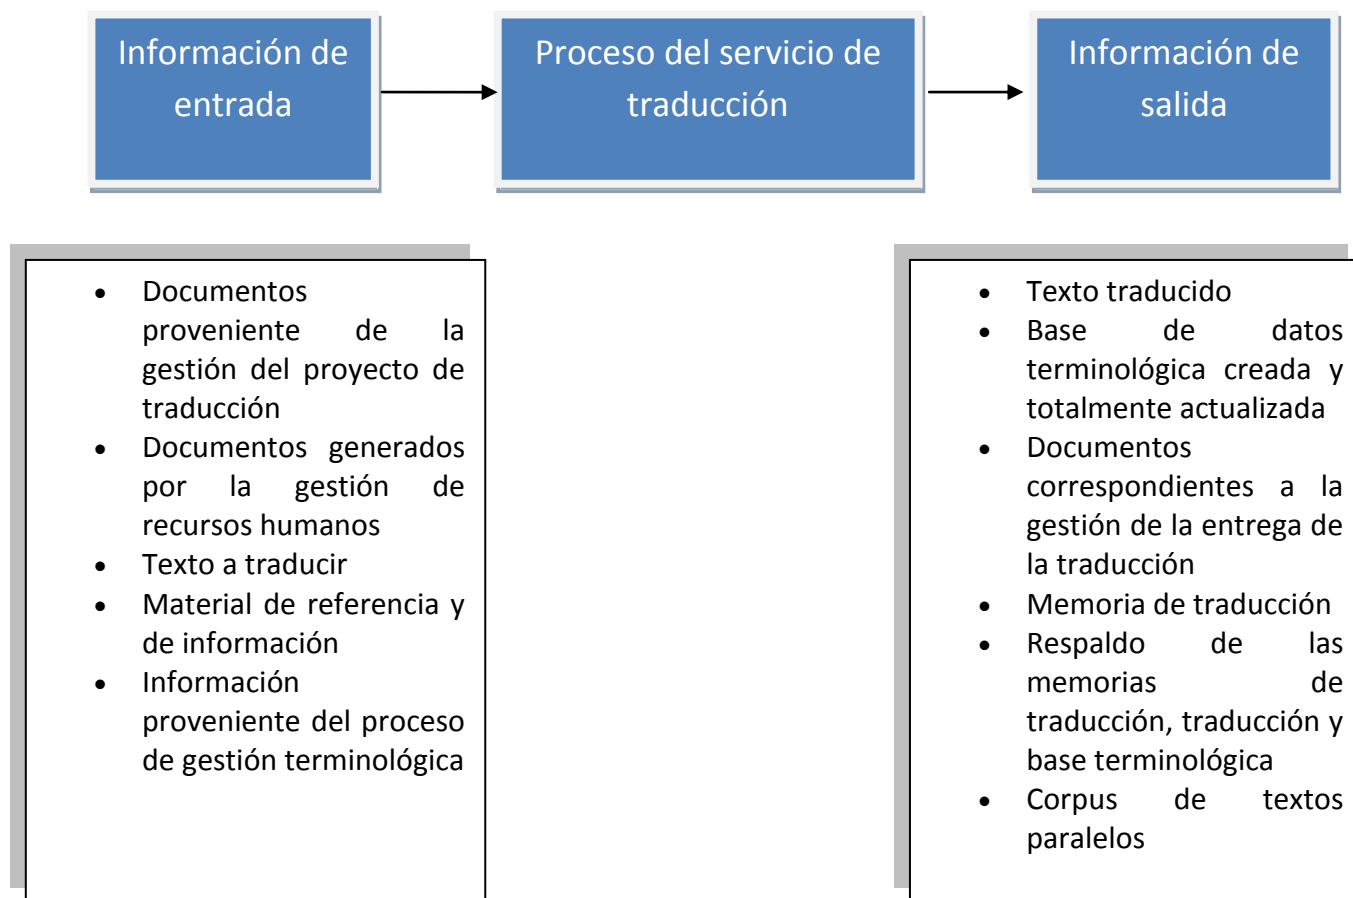 Información de
entrada
Proceso del servicio de
traducción
Información de
salida
• Documentos
proveniente de la
gestión del proyecto de
traducción
• Documentos generados
por la gestión de
recursos humanos
• Texto a traducir
• Material de referencia y
de información
• Información
proveniente del proceso
de gestión terminológica
• Texto traducido
• Base de datos
terminológica creada y
totalmente actualizada
• Documentos
correspondientes a la
gestión de la entrega de
la traducción
• Memoria de traducción
• Respaldo de las
memorias de
traducción, traducción y
base terminológica
• Corpus de textos
paralelos